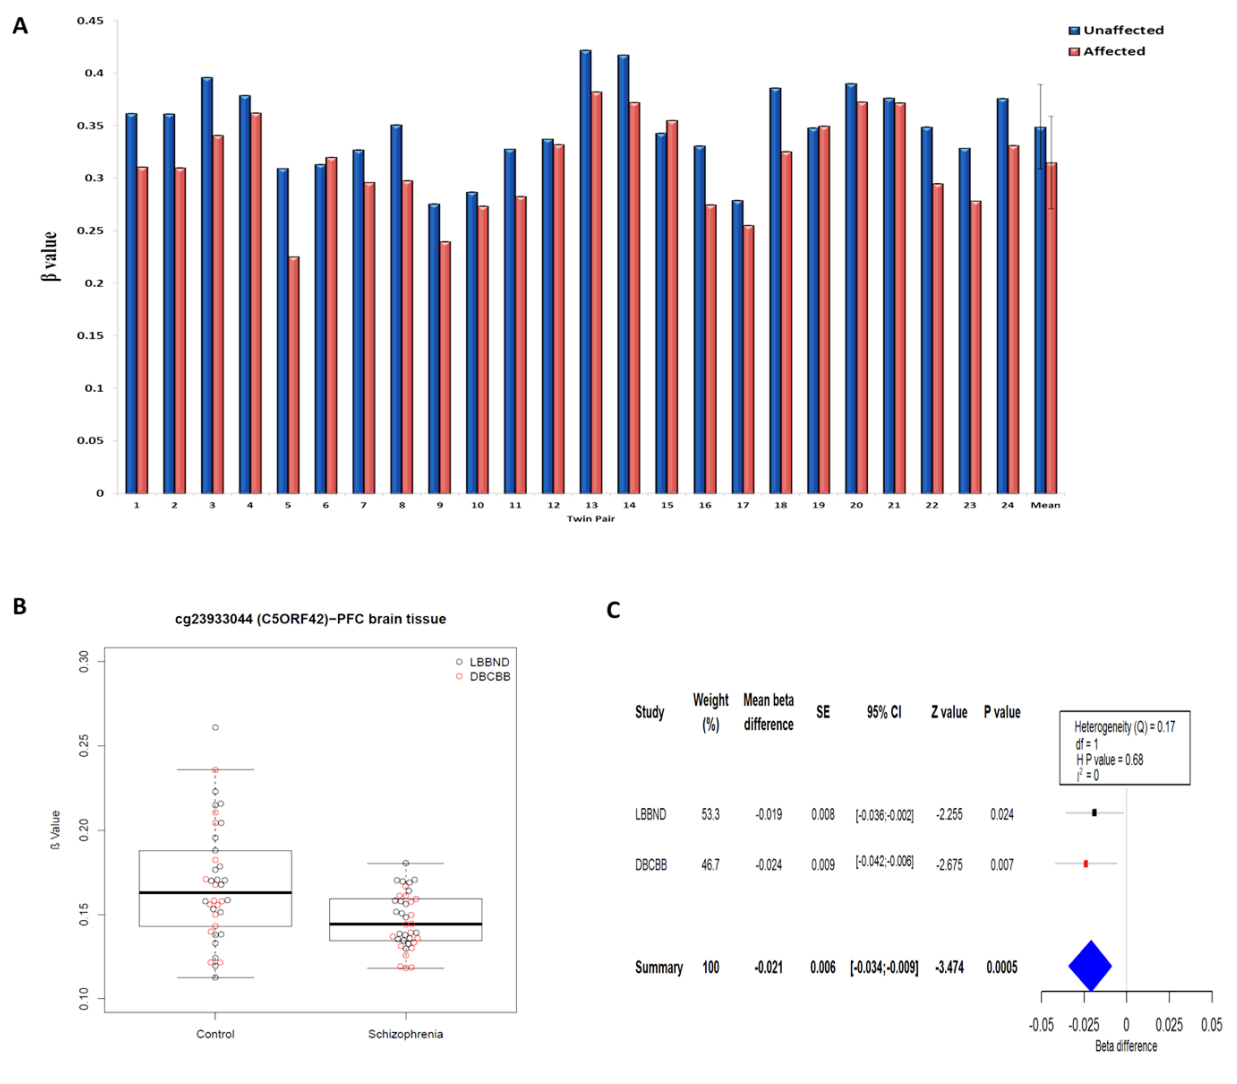 A
0.45
0.4
0.35
0.3
0.25
0.2
0.15
0.1
0.05
0
β value
Unaffected
Affected
1 2 3 4 5 6 7 8 9 10 11 12 13 14 15 16 17 18 19 20 21 22 23 24 Mean
Twin Pair
B
cg23933044 (C5ORF42)−PFC brain tissue
LBBND
DBCBB
0.30
0.25
0.20
0.15
0.10
ß Value
Control Schizophrenia
C
Study Weight (%) Mean beta difference SE 95% CI Z value P value
Heterogeneity (Q) = 0.17
df = 1
H P value = 0.68
I² = 0
LBBND 53.3 -0.019 0.008 [-0.036;-0.002] -2.255 0.024
DBCBB 46.7 -0.024 0.009 [-0.042;-0.006] -2.675 0.007
Summary 100 -0.021 0.006 [-0.034;-0.009] -3.474 0.0005
-0.05 -0.025 0 0.025 0.05
Beta difference